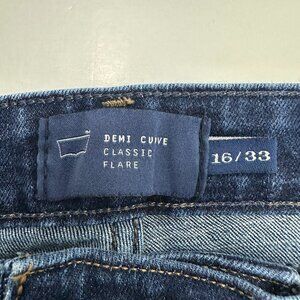 DEMI CURVE
CLASSIC
FLARE
16/33